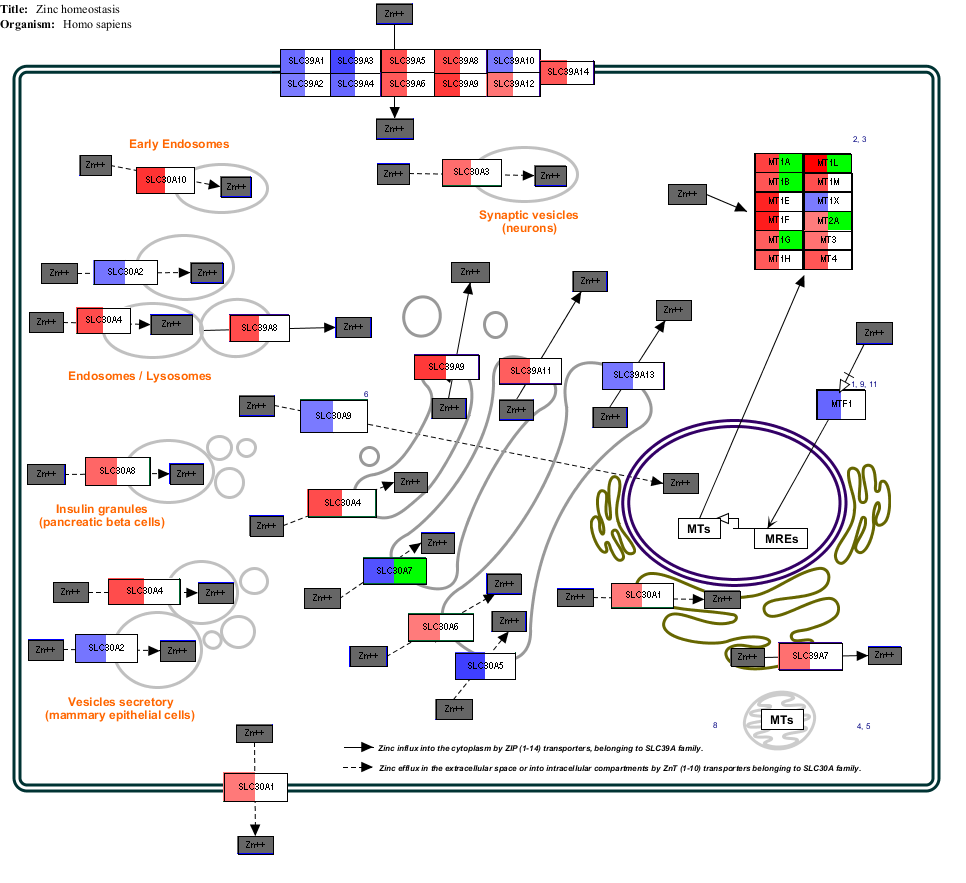 Title: Zinc homeostasis
Organism: Homo sapiens
Zn++
SLC39A1 SLC39A3 SLC39A5 SLC39A8 SLC39A10 SLC39A14
SLC39A2 SLC39A4 SLC39A6 SLC39A9 SLC39A12
Zn++
Early Endosomes
Zn++ SLC30A10 Zn++
Zn++ SLC30A3 Zn++
Synaptic vesicles
(neurons)
2, 3
Zn++
MT1A MT1L
MT1B MT1M
MT1E MT1X
MT1F MT2A
MT1G MT3
MT1H MT4
Zn++ SLC30A2 Zn++
Zn++ SLC30A4 Zn++ SLC39A8 Zn++
Endosomes / Lysosomes
Zn++ Zn++ Zn++
SLC39A9 SLC39A11 SLC39A13
Zn++ Zn++ Zn++
Zn++
1, 9, 11
MTF1
Zn++ SLC30A9 6
Zn++
MTs MREs
Zn++ SLC30A8 Zn++
Insulin granules
(pancreatic beta cells)
Zn++ SLC30A4 Zn++
Zn++ SLC30A7 Zn++
Zn++ SLC30A6 Zn++
Zn++ SLC30A5 Zn++
Zn++ SLC30A1 Zn++
Zn++ SLC39A7 Zn++
Zn++ SLC30A4 Zn++
Zn++ SLC30A2 Zn++
Vesicles secretory
(mammary epithelial cells)
8 MTs 4, 5
Zn++
SLC30A1
Zn++
Zinc influx into the cytoplasm by ZIP (1-14) transporters, belonging to SLC39A family.
Zinc efflux in the extracellular space or into intracellular compartments by ZnT (1-10) transporters belonging to SLC30A family.